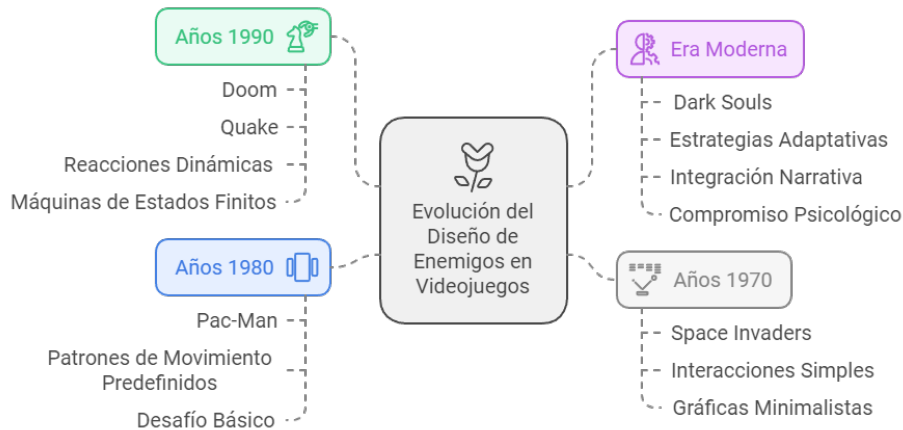 Años 1990
Doom
Quake
Reacciones Dinámicas
Máquinas de Estados Finitos
Años 1980
Pac-Man
Patrones de Movimiento
Predefinidos
Desafío Básico
Evolución del
Diseño de
Enemigos en
Videojuegos
Era Moderna
Dark Souls
Estrategias Adaptativas
Integración Narrativa
Compromiso Psicológico
Años 1970
Space Invaders
Interacciones Simples
Gráficas Minimalistas